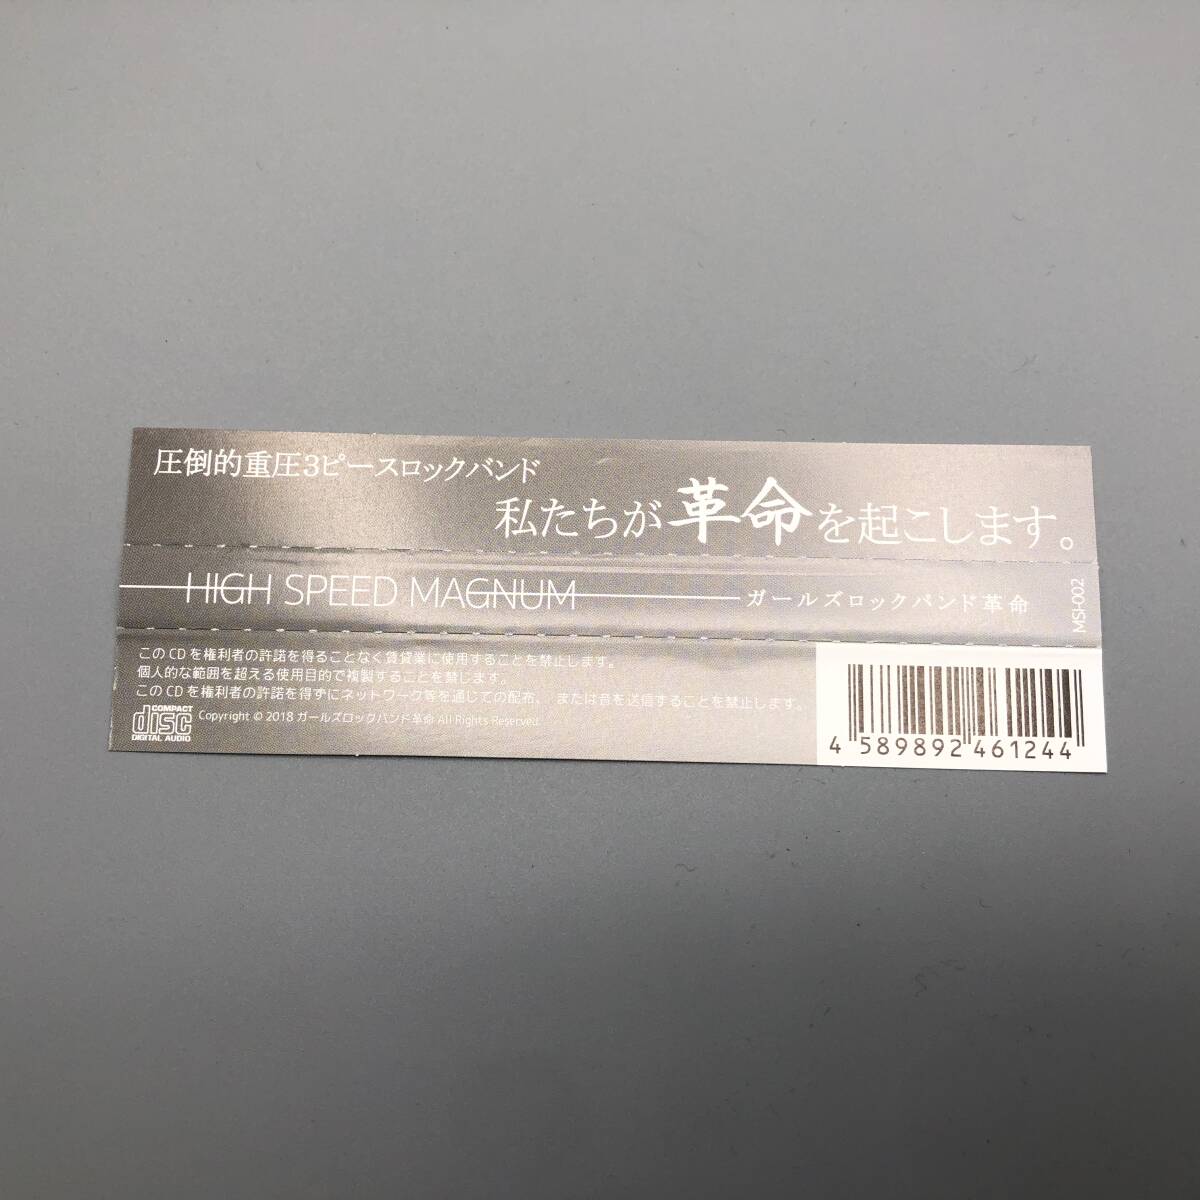 圧倒的重圧3ピースロックバンド
私たちが革命を起こします。
HIGH SPEED MAGNUM
ガールズロックバンド革命
MSI-002
このCDを権利者の許諾を得ることなく賃貸業に使用することを禁止します。
個人的な範囲を超える使用目的で複製することを禁じます。
このCDを権利者の許諾を得ずにネットワーク等を通じての配布、 または音を送信することを禁止します。
COMPACT
disc
DIGITAL AUDIO
Copyright © 2018 ガールズロックバンド革命 All Rights Reserved.
4 589892 461244